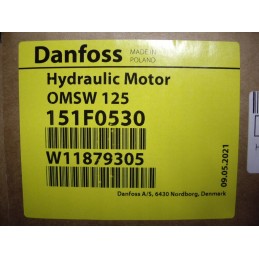 Danfoss MADE IN POLAND
Hydraulic Motor
OMSW 125
151F0530
W11879305
Danfoss A/S, 6430 Nordborg, Denmark
09.05.2021